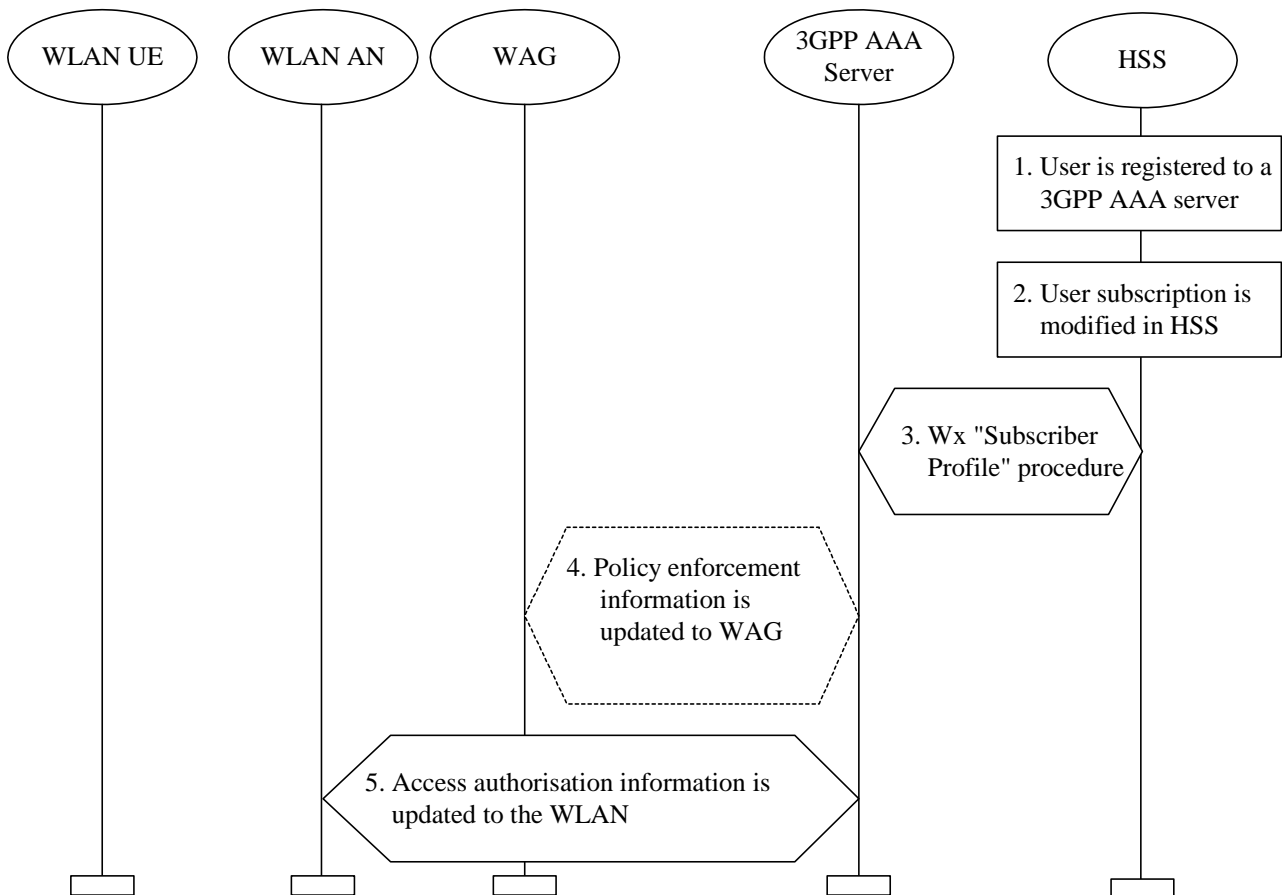 WLAN UE
WLAN AN
WAG
3GPP AAA
Server
HSS
1. User is registered to a
3GPP AAA server
2. User subscription is
modified in HSS
3. Wx "Subscriber
Profile" procedure
4. Policy enforcement
information is
updated to WAG
5. Access authorisation information is
updated to the WLAN